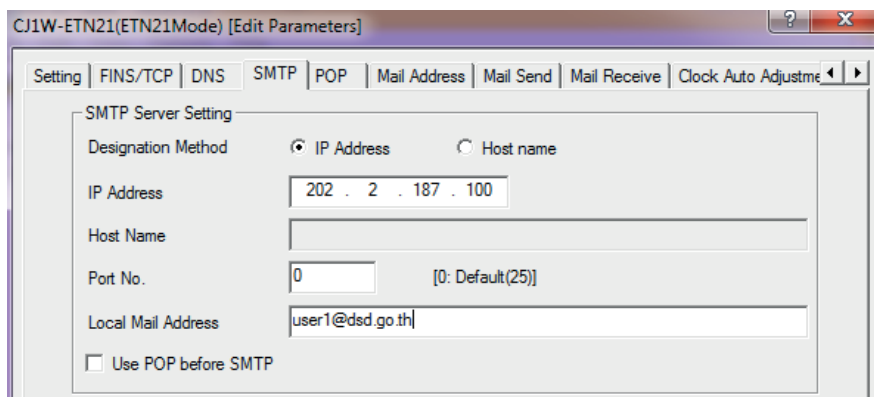 CJ1W-ETN21(ETN21Mode) [Edit Parameters]
? X
Setting FINS/TCP DNS SMTP POP Mail Address Mail Send Mail Receive Clock Auto Adjustme
SMTP Server Setting
Designation Method IP Address Host name
IP Address 202 . 2 . 187 . 100
Host Name
Port No. 0 [0: Default(25)]
Local Mail Address user1@dsd.go.th
Use POP before SMTP